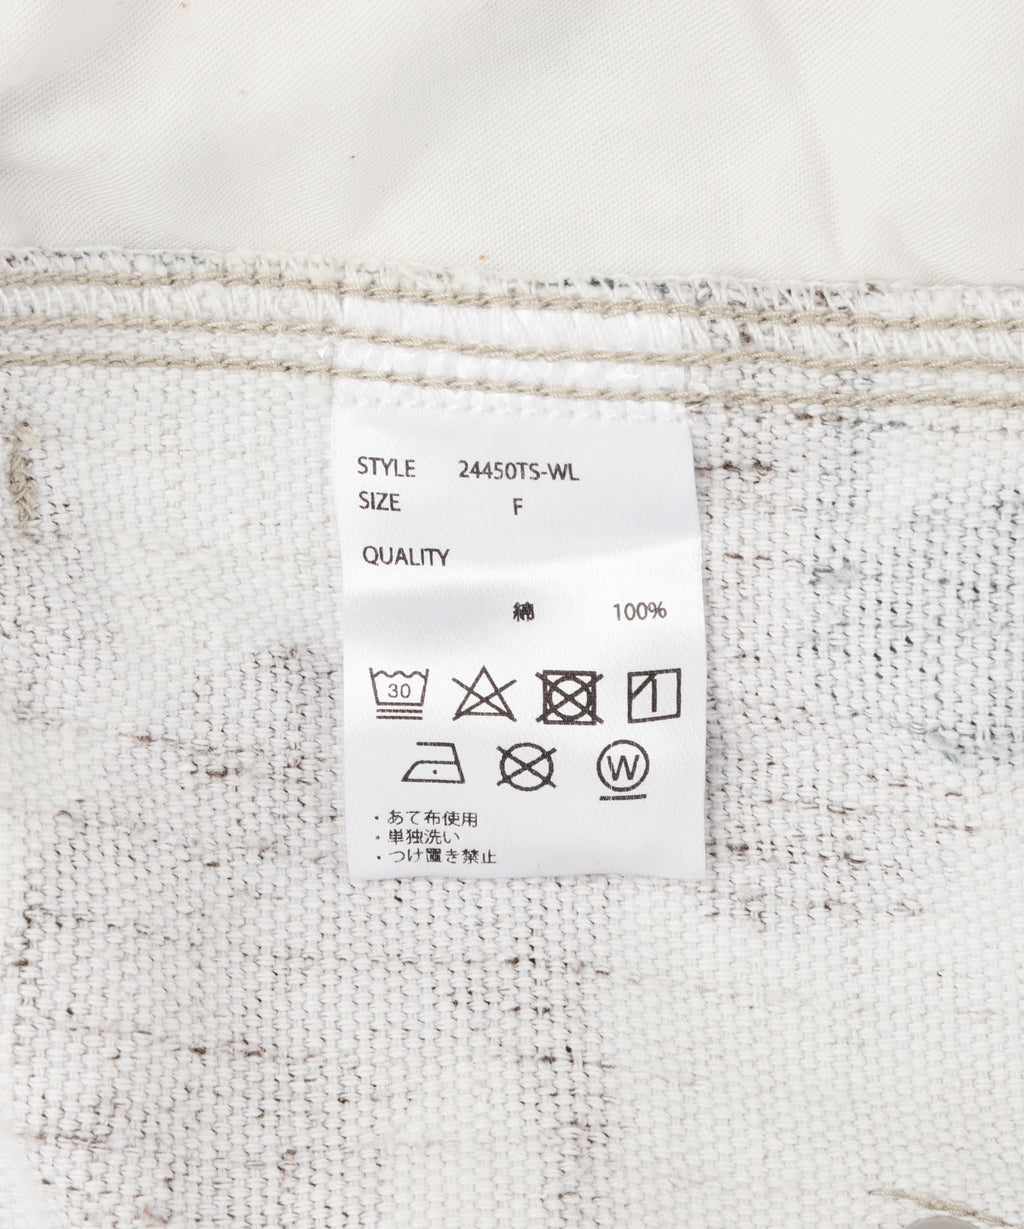 STYLE 24450TS-WL
SIZE F
QUALITY
綿 100%
30
W
・あて布使用
・単独洗い
・つけ置き禁止